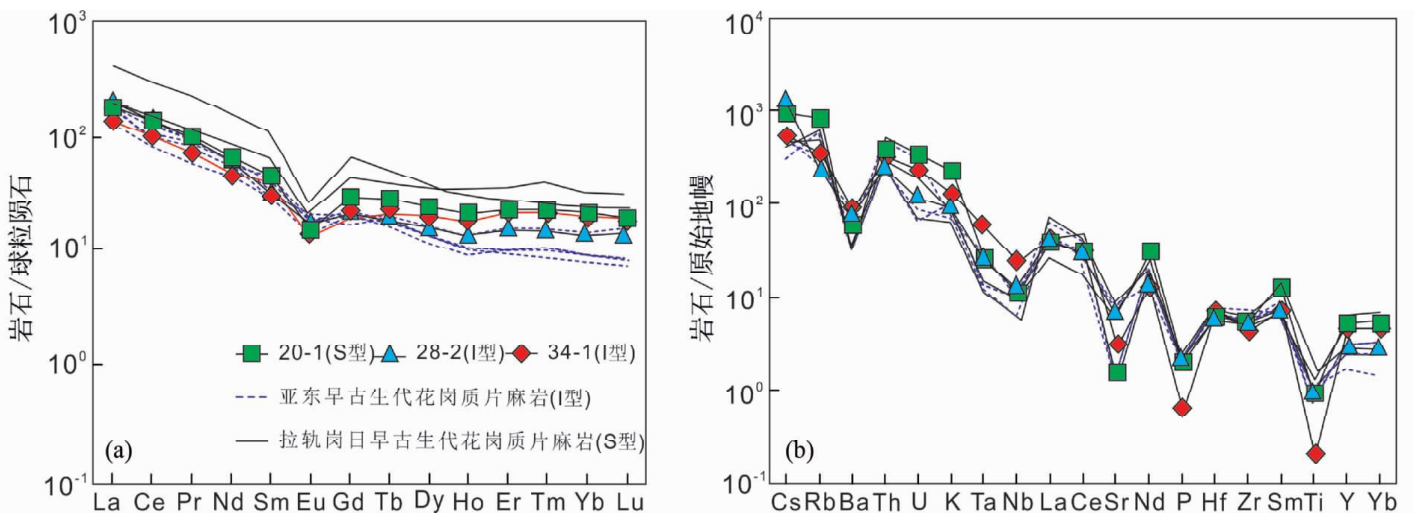 岩石/球粒陨石
10³
10²
10¹
10⁰
10⁻¹
20-1(S型) 28-2(I型) 34-1(I型)
亚东早古生代花岗质片麻岩(I型)
拉轨岗日早古生代花岗质片麻岩(S型)
(a)
La Ce Pr Nd Sm Eu Gd Tb Dy Ho Er Tm Yb Lu
岩石/原始地幔
10⁴
10³
10²
10¹
10⁰
10⁻¹
(b)
Cs Rb Ba Th U K Ta Nb La Ce Sr Nd P Hf Zr Sm Ti Y Yb